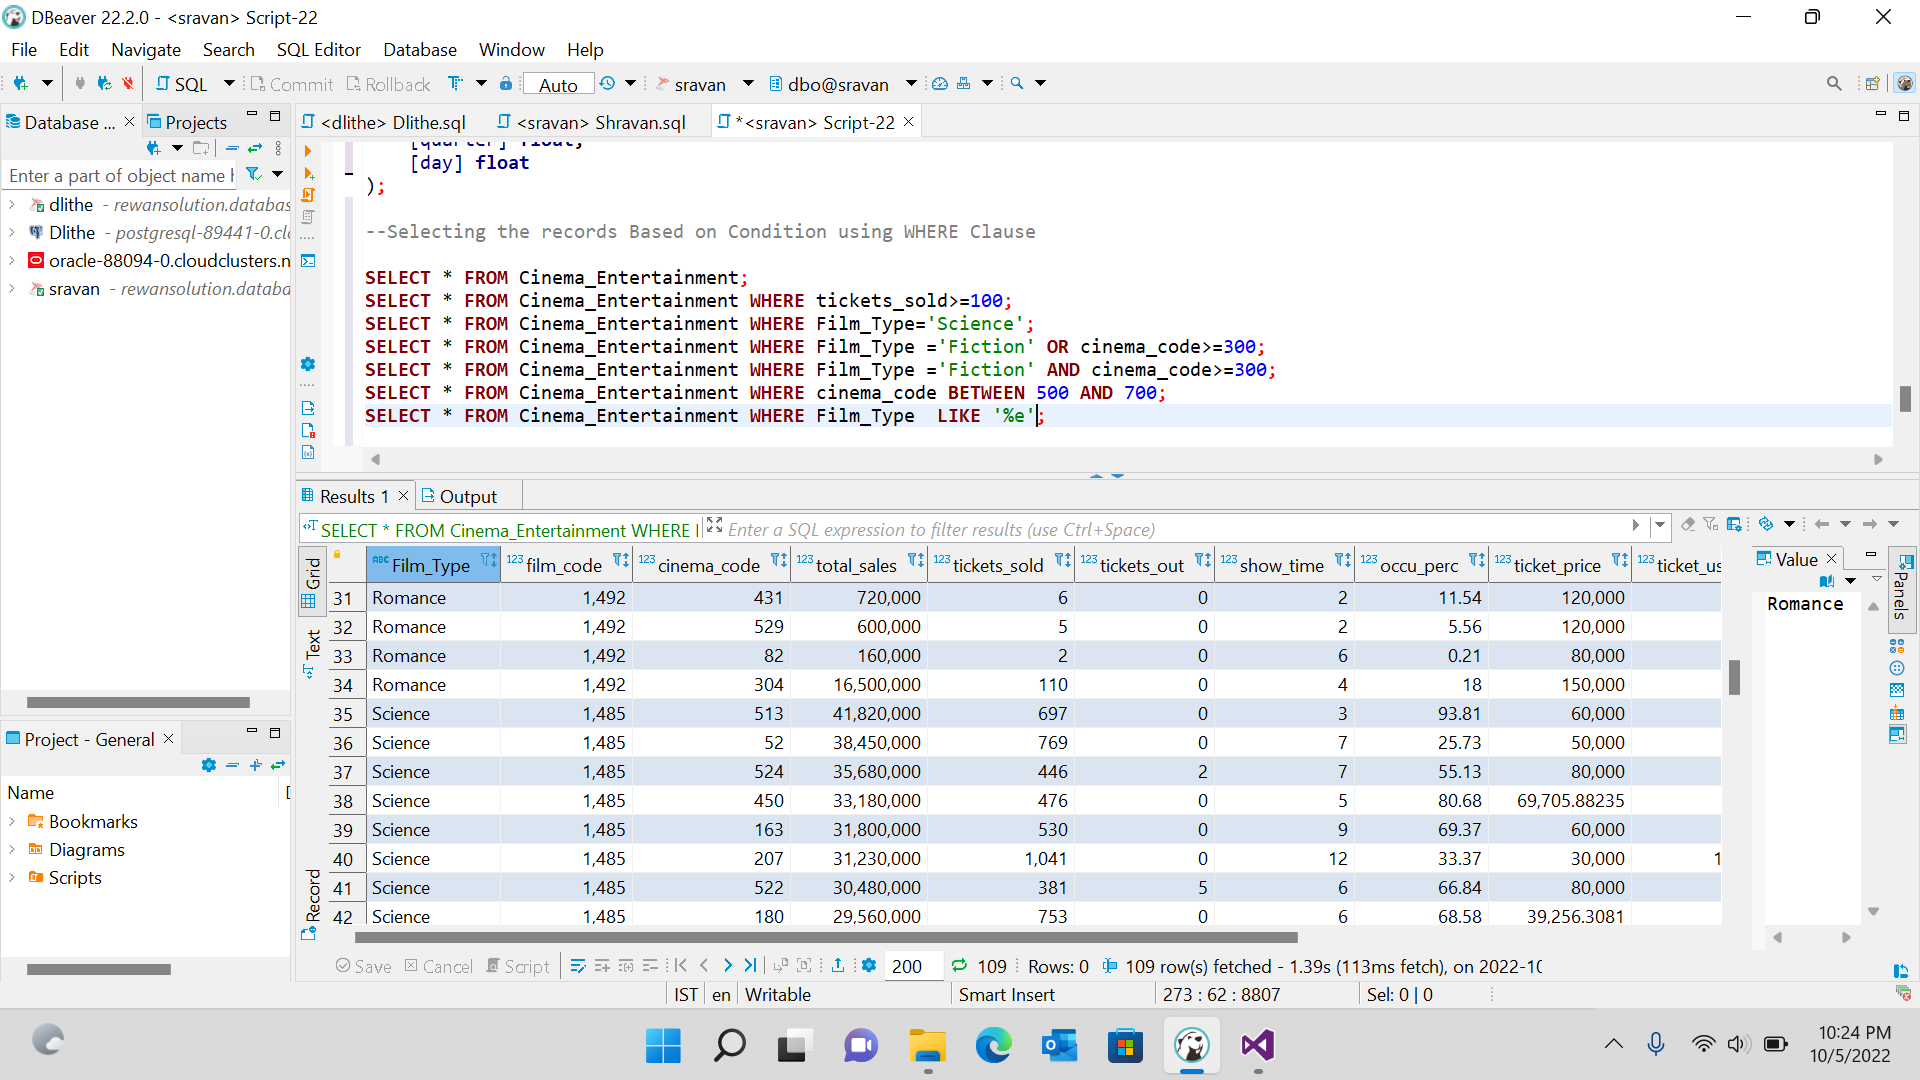 DBeaver 22.2.0 - <sravan> Script-22
File Edit Navigate Search SQL Editor Database Window Help
SQL Commit Rollback Auto sravan dbo@sravan
Database ... Projects
<dlithe> Dlithe.sql <sravan> Shravan.sql *<sravan> Script-22
Enter a part of object name h
dlithe - rewansolution.databas
Dlithe - postgresql-89441-0.clo
oracle-88094-0.cloudclusters.n
sravan - rewansolution.databa
[quarter] float,
[day] float
);
--Selecting the records Based on Condition using WHERE Clause
SELECT * FROM Cinema_Entertainment;
SELECT * FROM Cinema_Entertainment WHERE tickets_sold>=100;
SELECT * FROM Cinema_Entertainment WHERE Film_Type='Science';
SELECT * FROM Cinema_Entertainment WHERE Film_Type ='Fiction' OR cinema_code>=300;
SELECT * FROM Cinema_Entertainment WHERE Film_Type ='Fiction' AND cinema_code>=300;
SELECT * FROM Cinema_Entertainment WHERE cinema_code BETWEEN 500 AND 700;
SELECT * FROM Cinema_Entertainment WHERE Film_Type  LIKE '%e';
Results 1 Output
SELECT * FROM Cinema_Entertainment WHERE Enter a SQL expression to filter results (use Ctrl+Space)
Grid
Text
Record
ABC Film_Type 123 film_code 123 cinema_code 123 total_sales 123 tickets_sold 123 tickets_out 123 show_time 123 occu_perc 123 ticket_price 123 ticket_us
31 Romance 1,492 431 720,000 6 0 2 11.54 120,000
32 Romance 1,492 529 600,000 5 0 2 5.56 120,000
33 Romance 1,492 82 160,000 2 0 6 0.21 80,000
34 Romance 1,492 304 16,500,000 110 0 4 18 150,000
35 Science 1,485 513 41,820,000 697 0 3 93.81 60,000
36 Science 1,485 52 38,450,000 769 0 7 25.73 50,000
37 Science 1,485 524 35,680,000 446 2 7 55.13 80,000
38 Science 1,485 450 33,180,000 476 0 5 80.68 69,705.88235
39 Science 1,485 163 31,800,000 530 0 9 69.37 60,000
40 Science 1,485 207 31,230,000 1,041 0 12 33.37 30,000 1
41 Science 1,485 522 30,480,000 381 5 6 66.84 80,000
42 Science 1,485 180 29,560,000 753 0 6 68.58 39,256.3081
Value
Romance
Panels
Project - General
Name
Bookmarks
Diagrams
Scripts
Save Cancel Script 200 109 Rows: 0 109 row(s) fetched - 1.39s (113ms fetch), on 2022-10
IST en Writable Smart Insert 273 : 62 : 8807 Sel: 0 | 0
10:24 PM
10/5/2022